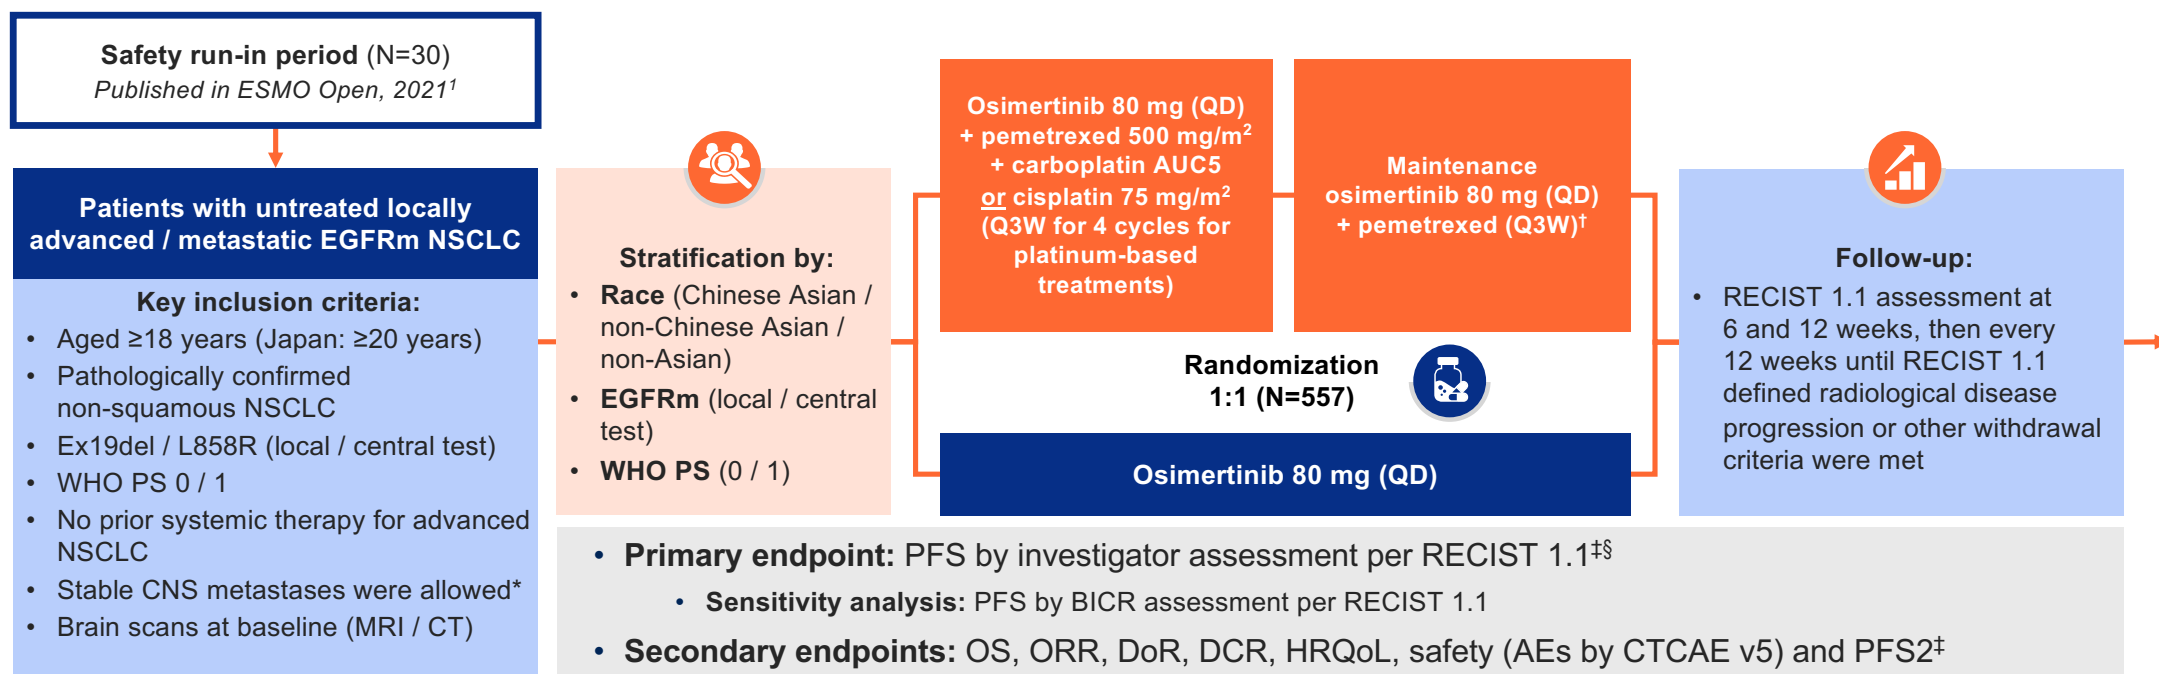 Safety run-in period (N=30)
Published in ESMO Open, 2021¹
Patients with untreated locally
advanced / metastatic EGFRm NSCLC
Key inclusion criteria:
• Aged ≥18 years (Japan: ≥20 years)
• Pathologically confirmed
non-squamous NSCLC
• Ex19del / L858R (local / central test)
• WHO PS 0 / 1
• No prior systemic therapy for advanced
NSCLC
• Stable CNS metastases were allowed*
• Brain scans at baseline (MRI / CT)
Stratification by:
• Race (Chinese Asian /
non-Chinese Asian /
non-Asian)
• EGFRm (local / central
test)
• WHO PS (0 / 1)
Osimertinib 80 mg (QD)
+ pemetrexed 500 mg/m²
+ carboplatin AUC5
or cisplatin 75 mg/m²
(Q3W for 4 cycles for
platinum-based
treatments)
Maintenance
osimertinib 80 mg (QD)
+ pemetrexed (Q3W)†
Randomization
1:1 (N=557)
Osimertinib 80 mg (QD)
Follow-up:
• RECIST 1.1 assessment at
6 and 12 weeks, then every
12 weeks until RECIST 1.1
defined radiological disease
progression or other withdrawal
criteria were met
• Primary endpoint: PFS by investigator assessment per RECIST 1.1‡§
• Sensitivity analysis: PFS by BICR assessment per RECIST 1.1
• Secondary endpoints: OS, ORR, DoR, DCR, HRQoL, safety (AEs by CTCAE v5) and PFS2‡